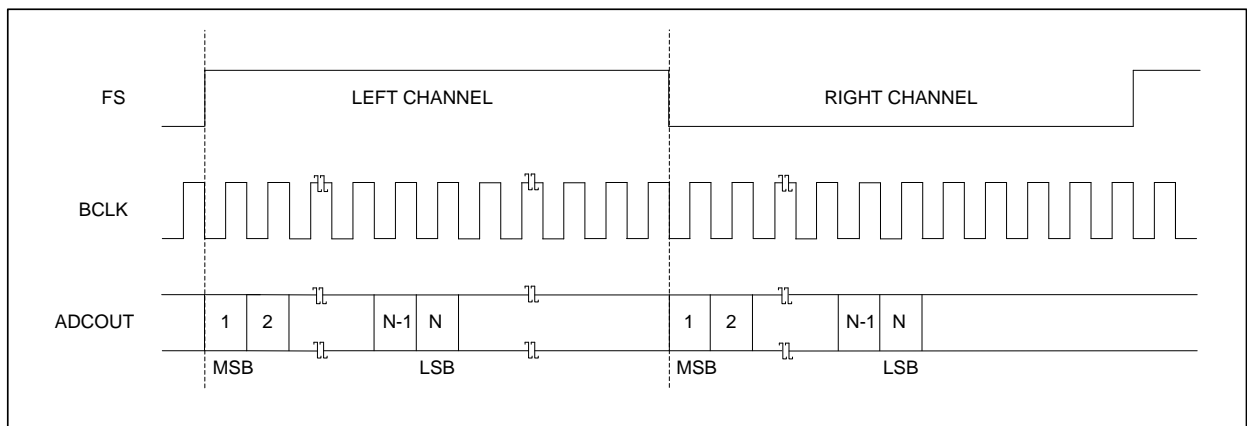 FS
LEFT CHANNEL
RIGHT CHANNEL
BCLK
ADCOUT
1
2
N-1
N
1
2
N-1
N
MSB
LSB
MSB
LSB